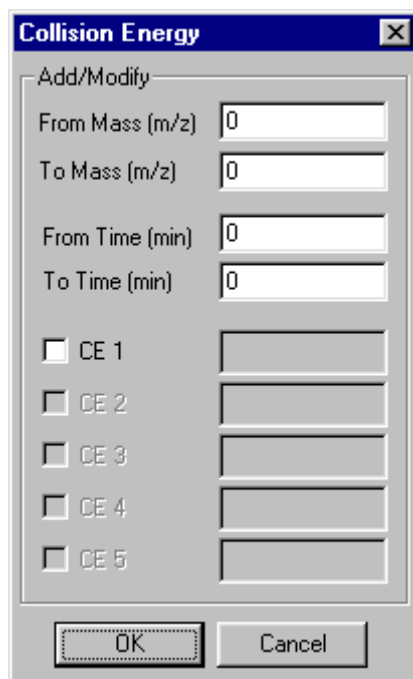 Collision Energy
Add/Modify
From Mass (m/z) 0
To Mass (m/z) 0
From Time (min) 0
To Time (min) 0
CE 1
CE 2
CE 3
CE 4
CE 5
OK Cancel